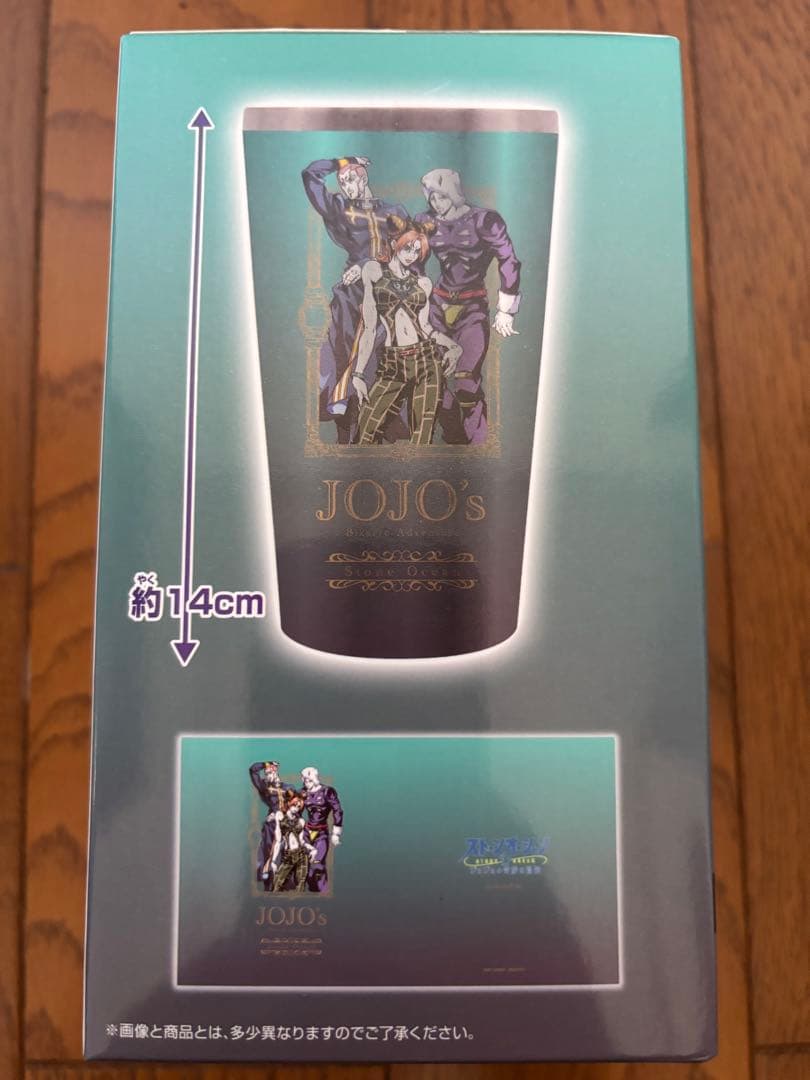 JOJO's
Bizarre Adventure
Stone Ocean
やく
約14cm
ストーンオーシャン
JOJO's
※画像と商品とは、多少異なりますのでご了承ください。